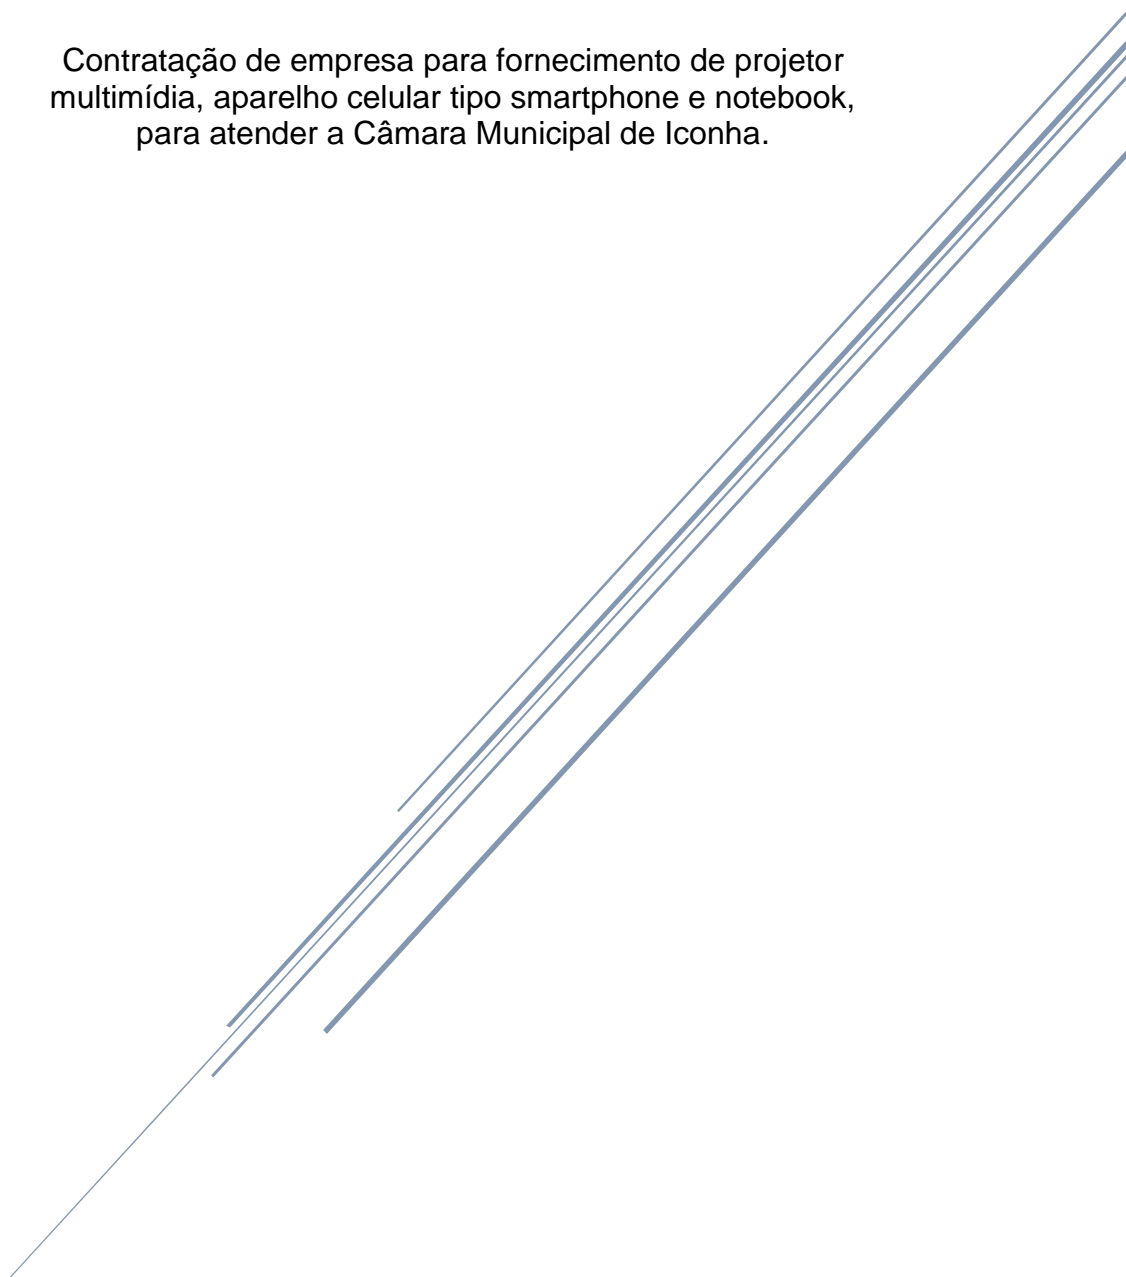 Contratação de empresa para fornecimento de projetor
multimídia, aparelho celular tipo smartphone e notebook,
para atender a Câmara Municipal de Iconha.